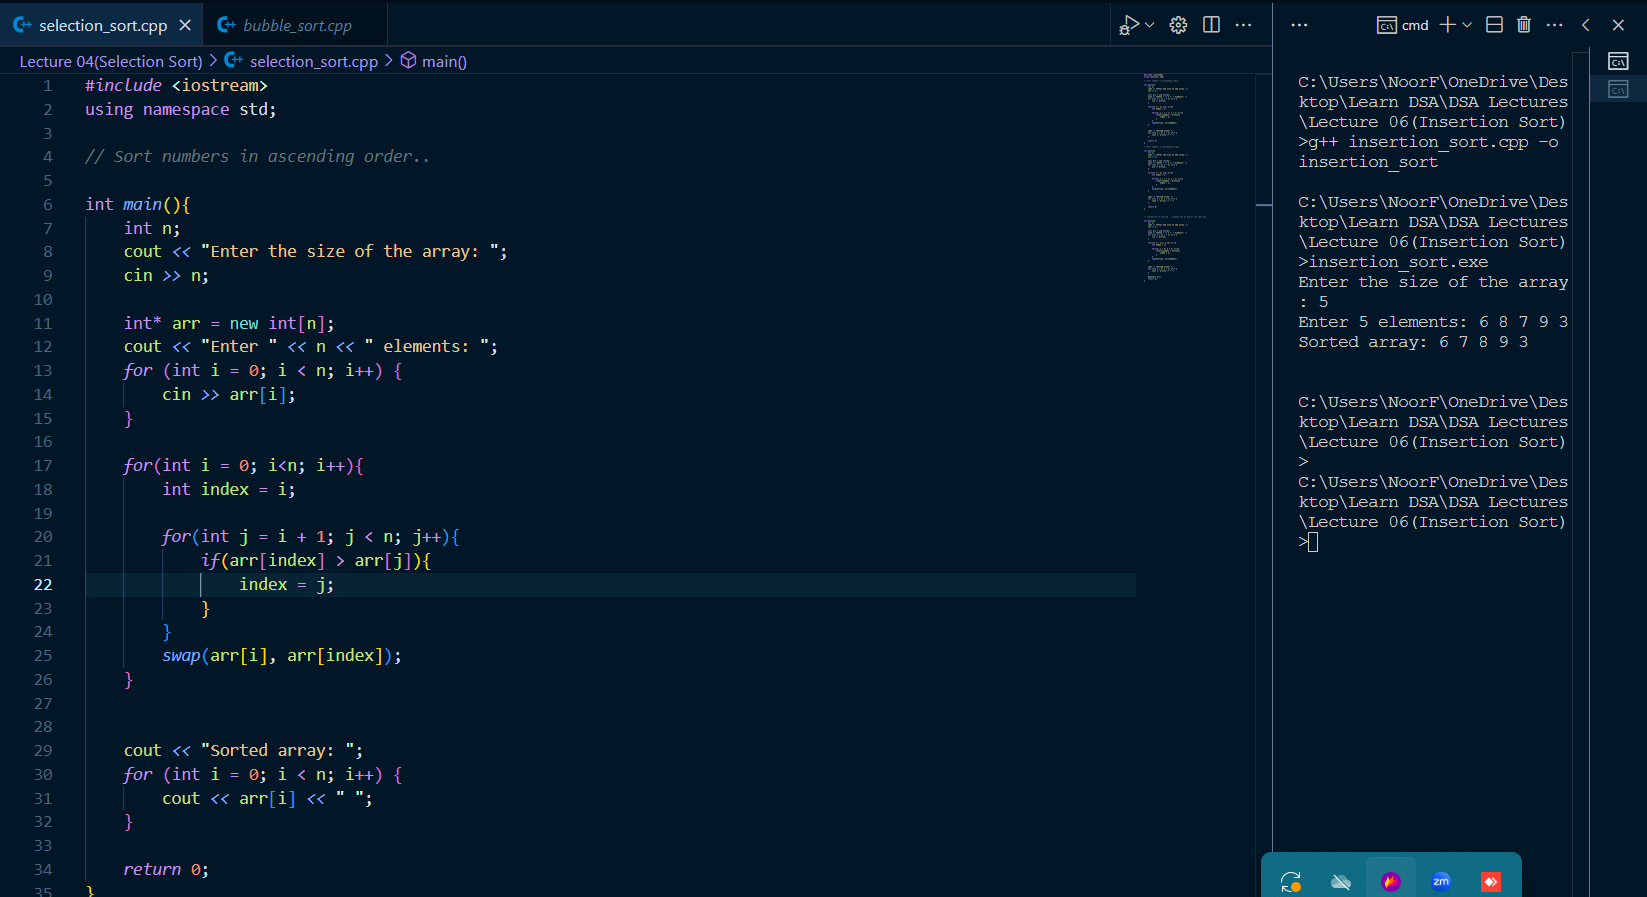 selection_sort.cpp
bubble_sort.cpp
Lecture 04(Selection Sort) > selection_sort.cpp > main()
1 #include <iostream>
2 using namespace std;
3
4 // Sort numbers in ascending order..
5
6 int main(){
7 int n;
8 cout << "Enter the size of the array: ";
9 cin >> n;
10
11 int* arr = new int[n];
12 cout << "Enter " << n << " elements: ";
13 for (int i = 0; i < n; i++) {
14 cin >> arr[i];
15 }
16
17 for(int i = 0; i<n; i++){
18 int index = i;
19
20 for(int j = i + 1; j < n; j++){
21 if(arr[index] > arr[j]){
22 index = j;
23 }
24 }
25 swap(arr[i], arr[index]);
26 }
27
28
29 cout << "Sorted array: ";
30 for (int i = 0; i < n; i++) {
31 cout << arr[i] << " ";
32 }
33
34 return 0;
35 }
cmd
C:\Users\NoorF\OneDrive\Des
ktop\Learn DSA\DSA Lectures
\Lecture 06(Insertion Sort)
>g++ insertion_sort.cpp -o
insertion_sort
C:\Users\NoorF\OneDrive\Des
ktop\Learn DSA\DSA Lectures
\Lecture 06(Insertion Sort)
>insertion_sort.exe
Enter the size of the array
: 5
Enter 5 elements: 6 8 7 9 3
Sorted array: 6 7 8 9 3
C:\Users\NoorF\OneDrive\Des
ktop\Learn DSA\DSA Lectures
\Lecture 06(Insertion Sort)
>
C:\Users\NoorF\OneDrive\Des
ktop\Learn DSA\DSA Lectures
\Lecture 06(Insertion Sort)
>
zm